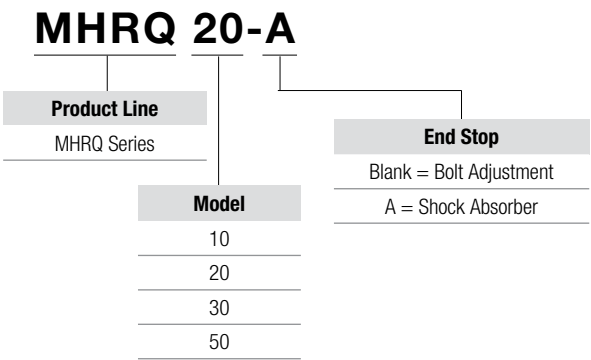 MHRQ 20-A
Product Line
MHRQ Series
End Stop
Blank = Bolt Adjustment
A = Shock Absorber
Model
10
20
30
50